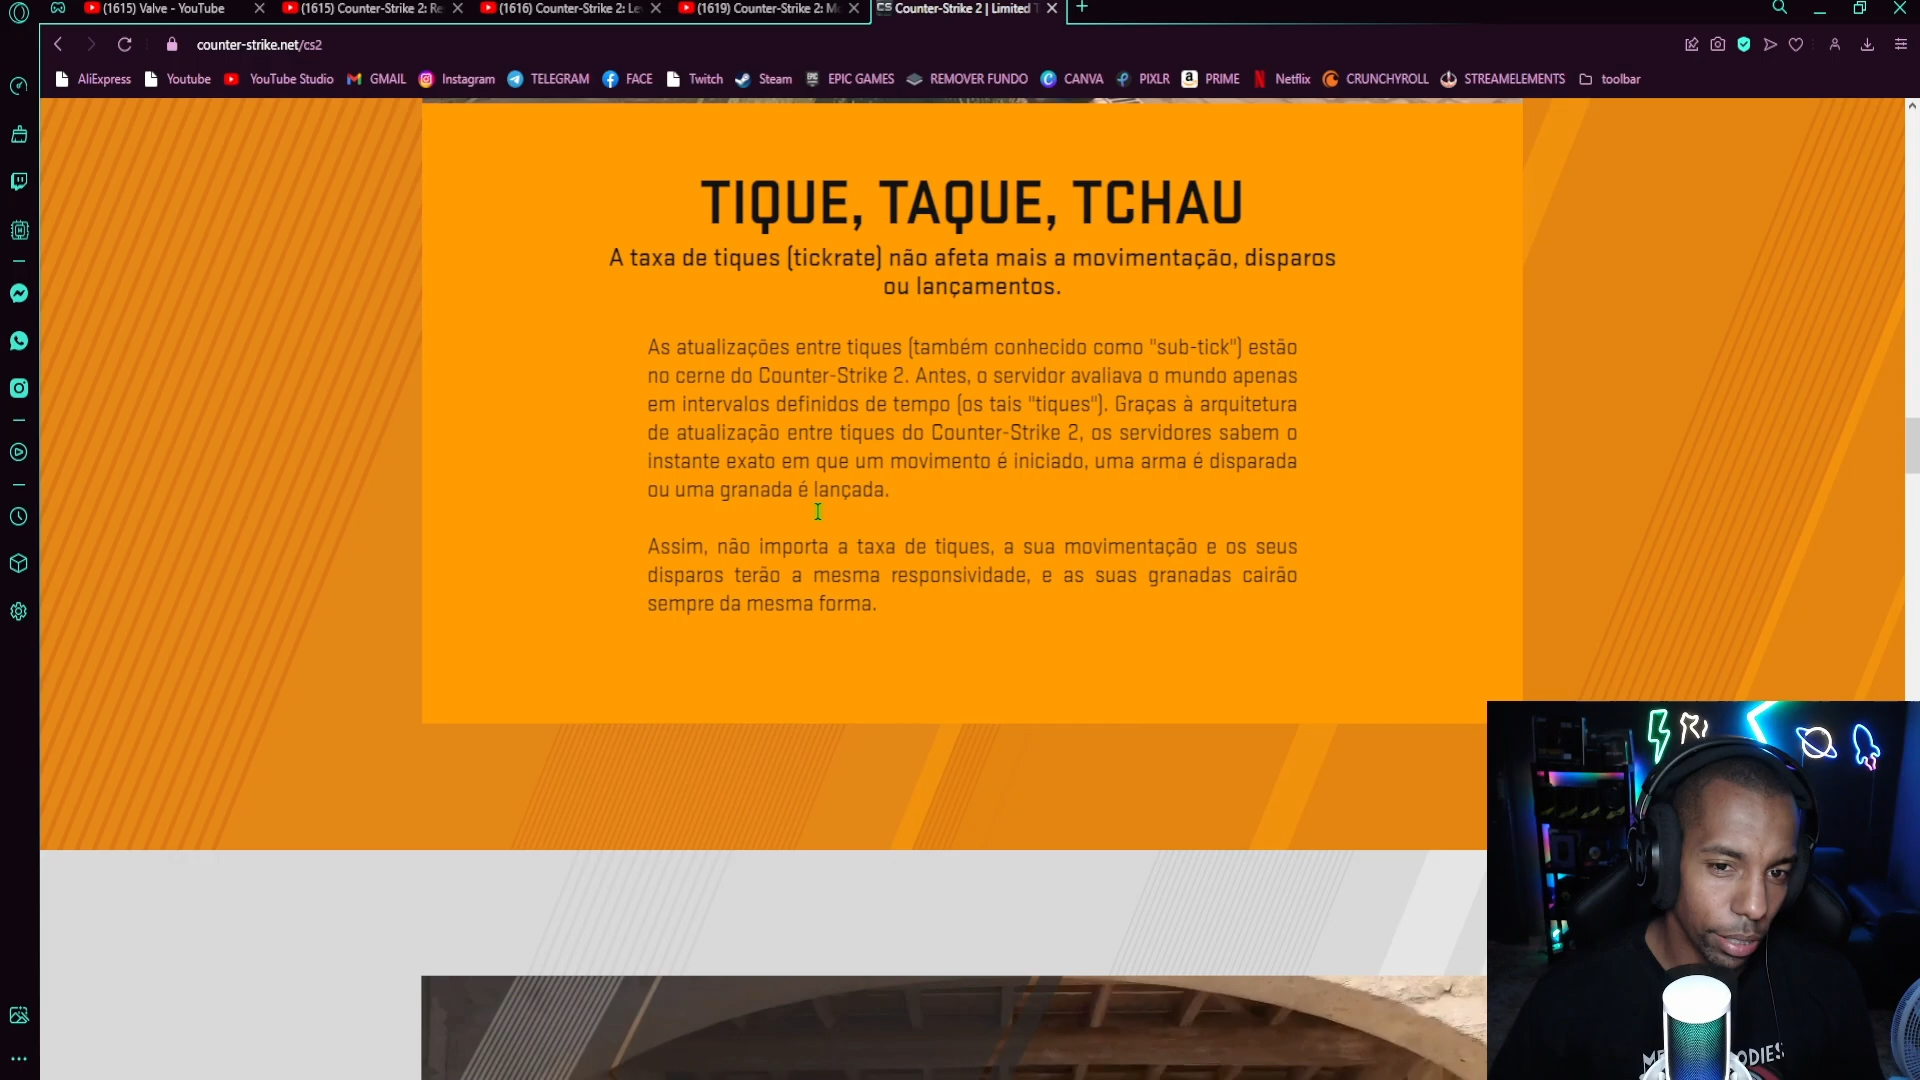 (1615) Valve - YouTube
(1615) Counter-Strike 2: Re
(1616) Counter-Strike 2: Le
(1619) Counter-Strike 2: Mo
CS Counter-Strike 2 | Limited T
counter-strike.net/cs2
AliExpress
Youtube
YouTube Studio
GMAIL
Instagram
TELEGRAM
FACE
Twitch
Steam
EPIC GAMES
REMOVER FUNDO
CANVA
PIXLR
PRIME
Netflix
CRUNCHYROLL
STREAMELEMENTS
toolbar
TIQUE, TAQUE, TCHAU
A taxa de tiques (tickrate) não afeta mais a movimentação, disparos
ou lançamentos.
As atualizações entre tiques (também conhecido como "sub-tick") estão
no cerne do Counter-Strike 2. Antes, o servidor avaliava o mundo apenas
em intervalos definidos de tempo (os tais "tiques"). Graças à arquitetura
de atualização entre tiques do Counter-Strike 2, os servidores sabem o
instante exato em que um movimento é iniciado, uma arma é disparada
ou uma granada é lançada.
Assim, não importa a taxa de tiques, a sua movimentação e os seus
disparos terão a mesma responsividade, e as suas granadas cairão
sempre da mesma forma.